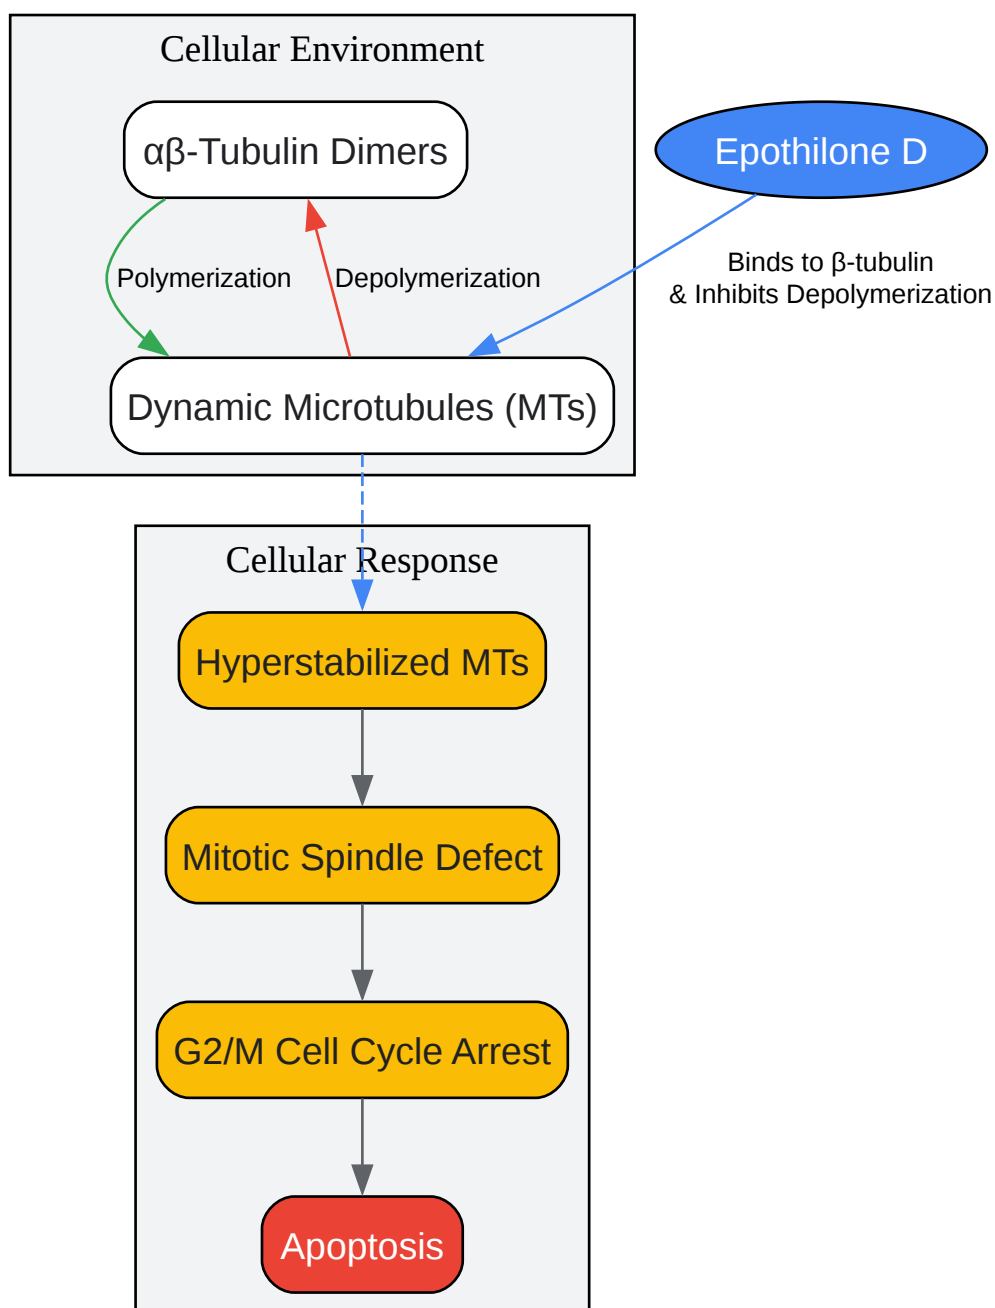 Cellular Environment
αβ-Tubulin Dimers
Epothilone D
Polymerization
Depolymerization
Binds to β-tubulin
& Inhibits Depolymerization
Dynamic Microtubules (MTs)
Cellular Response
Hyperstabilized MTs
Mitotic Spindle Defect
G2/M Cell Cycle Arrest
Apoptosis